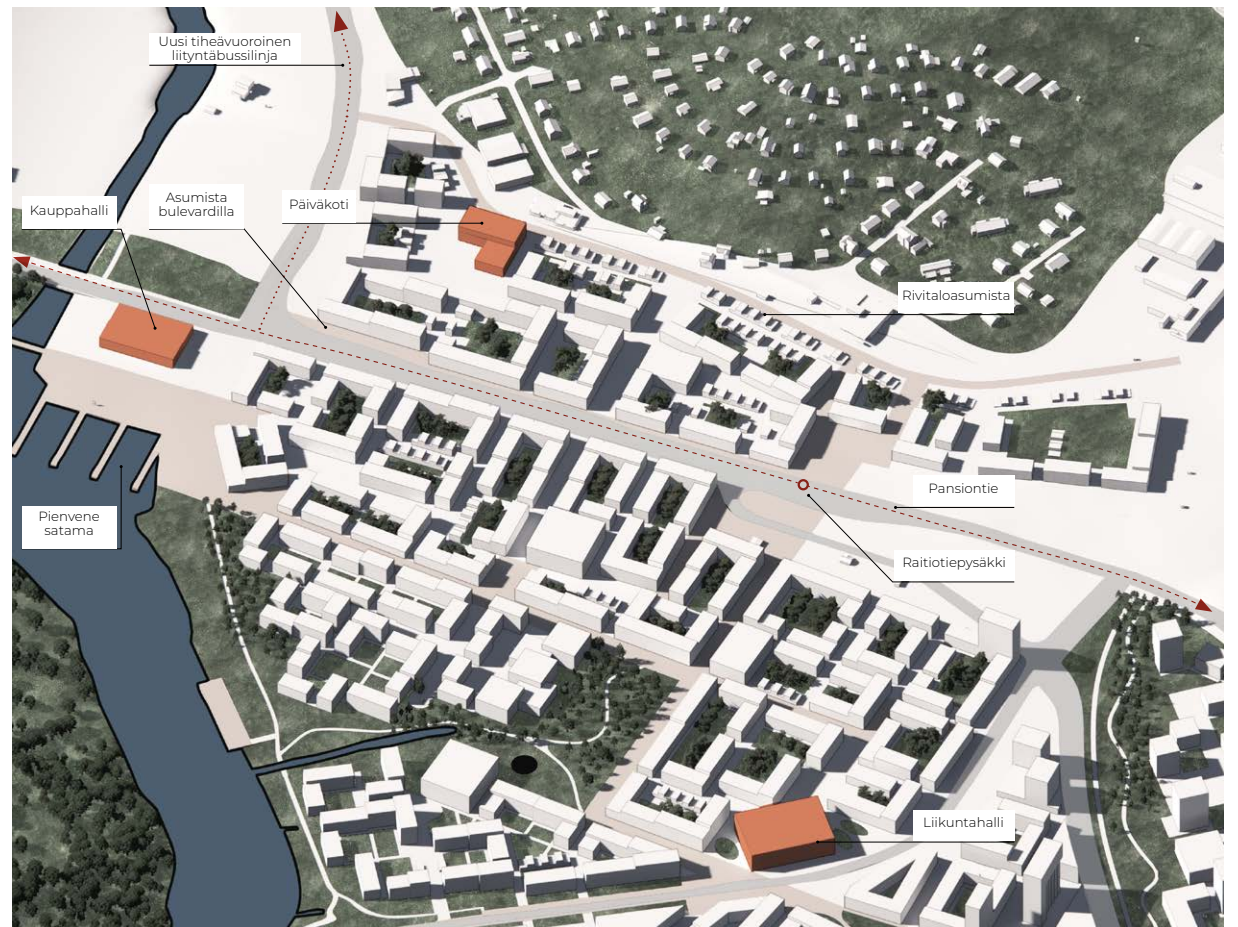 Uusi tiheävuoroinen
liityntäbussilinja
Kauppahalli
Asumista
bulevardilla
Päiväkoti
Rivitaloasumista
Pienvene
satama
Pansiontie
Raitiotiepysäkki
Liikuntahalli